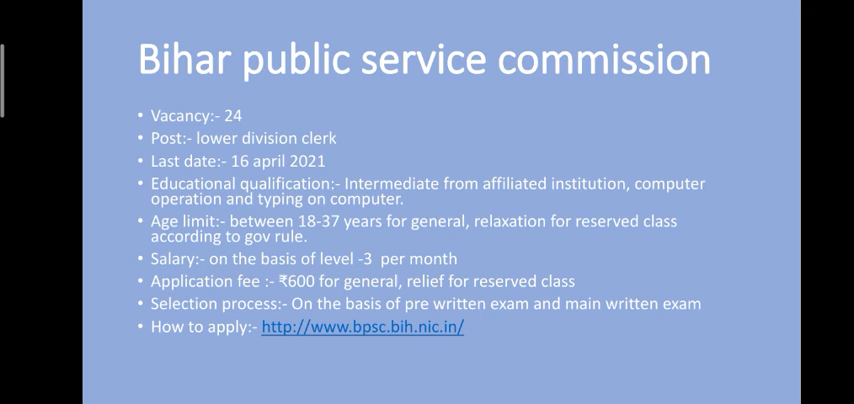 Bihar public service commission
• Vacancy:- 24
• Post:- lower division clerk
• Last date:- 16 april 2021
• Educational qualification:- Intermediate from affiliated institution, computer
operation and typing on computer.
• Age limit:- between 18-37 years for general, relaxation for reserved class
according to gov rule.
• Salary:- on the basis of level -3  per month
• Application fee :- ₹600 for general, relief for reserved class
• Selection process:- On the basis of pre written exam and main written exam
• How to apply:- http://www.bpsc.bih.nic.in/